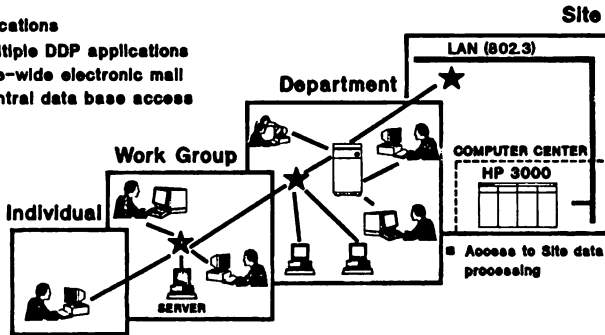 Site
cations
ltiple DDP applications
e-wide electronic mail
ntral data base access
LAN (802.3)
Department
Work Group
COMPUTER CENTER
HP 3000
Individual
■ Access to Site data
processing
SERVER